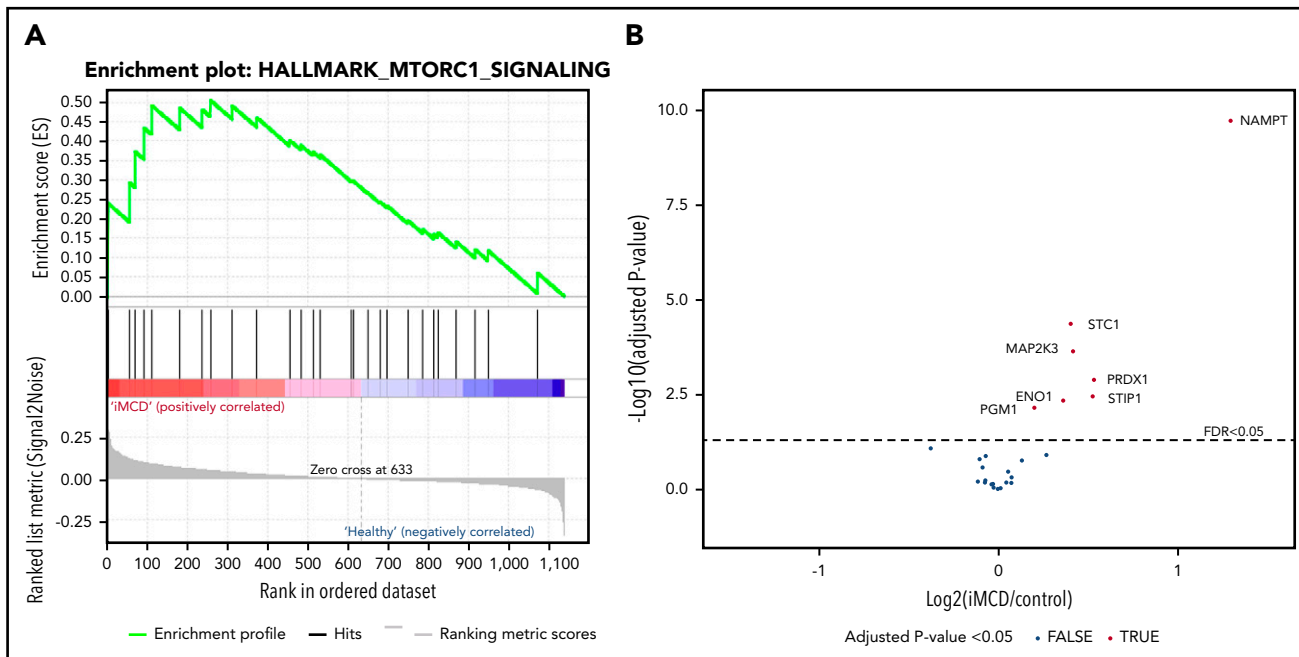 A
Enrichment plot: HALLMARK_MTORC1_SIGNALING
Enrichment score (ES)
0.50
0.45
0.40
0.35
0.30
0.25
0.20
0.15
0.10
0.05
0.00
'iMCD' (positively correlated)
Ranked list metric (Signal2Noise)
0.25
0.00
-0.25
Zero cross at 633
'Healthy' (negatively correlated)
0 100 200 300 400 500 600 700 800 900 1,000 1,100
Rank in ordered dataset
Enrichment profile Hits Ranking metric scores
B
-Log10(adjusted P-value)
10.0
7.5
5.0
2.5
0.0
NAMPT
STC1
MAP2K3
PRDX1
ENO1
STIP1
PGM1
FDR<0.05
-1 0 1
Log2(iMCD/control)
Adjusted P-value <0.05 FALSE TRUE